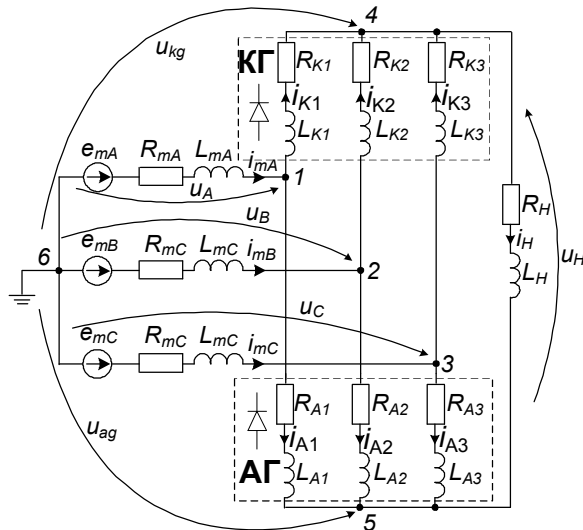 4
u_kg
КГ
R_K1 R_K2 R_K3
i_K1 i_K2 i_K3
L_K1 L_K2 L_K3
e_mA R_mA L_mA i_mA
1
u_A
R_H
i_H
u_H
L_H
u_B
6
e_mB R_mC L_mC i_mB
2
u_C
e_mC R_mC L_mC i_mC
3
R_A1 R_A2 R_A3
u_ag
i_A1 i_A2 i_A3
АГ
L_A1 L_A2 L_A3
5